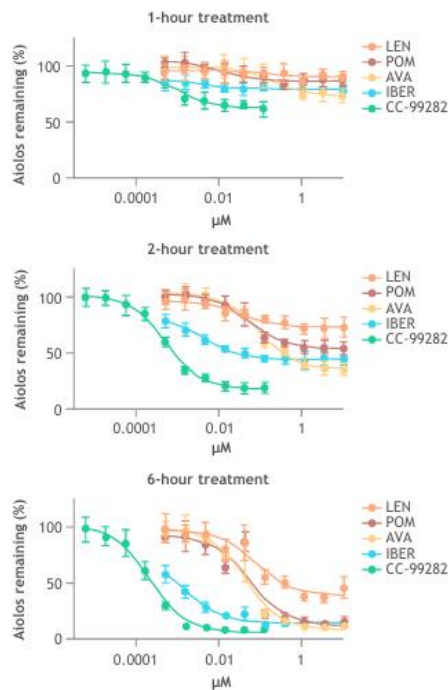 1-hour treatment
Aiolos remaining (%)
100
50
0
0.0001
0.01
1
µM
LEN
POM
AVA
IBER
CC-99282
2-hour treatment
Aiolos remaining (%)
100
50
0
0.0001
0.01
1
µM
LEN
POM
AVA
IBER
CC-99282
6-hour treatment
Aiolos remaining (%)
100
50
0
0.0001
0.01
1
µM
LEN
POM
AVA
IBER
CC-99282